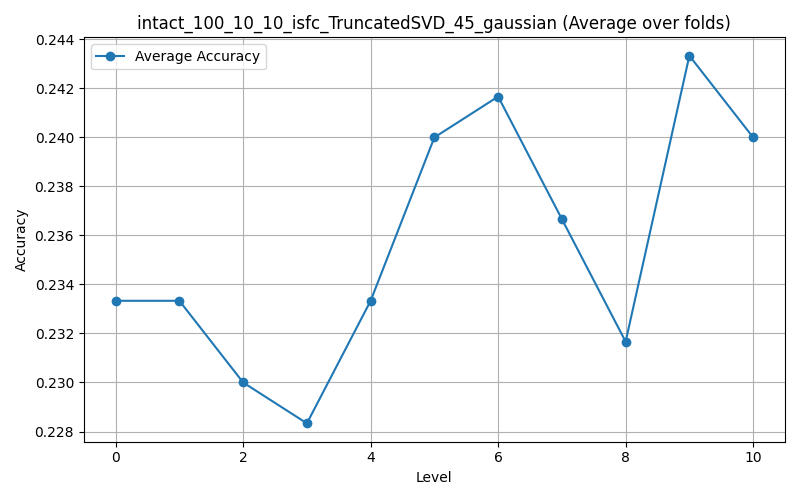 intact_100_10_10_isfc_TruncatedSVD_45_gaussian (Average over folds)
Average Accuracy
Accuracy
0.244
0.242
0.240
0.238
0.236
0.234
0.232
0.230
0.228
0 2 4 6 8 10
Level